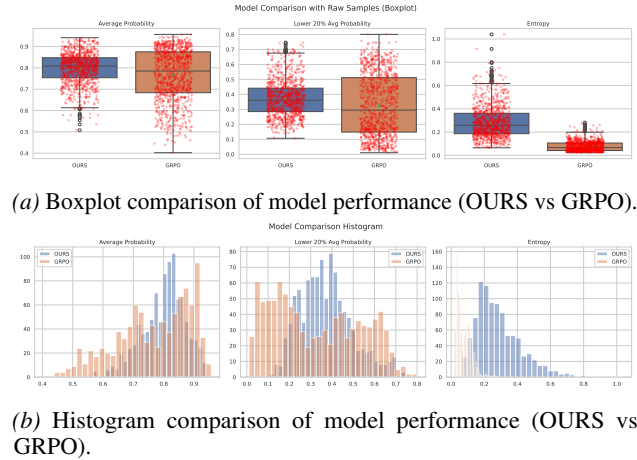 Model Comparison with Raw Samples (Boxplot)
Average Probability
Lower 20% Avg Probability
Entropy
0.9
0.8
0.7
0.6
0.5
0.4
OURS
GRPO
0.8
0.7
0.6
0.5
0.4
0.3
0.2
0.1
0.0
OURS
GRPO
1.0
0.8
0.6
0.4
0.2
0.0
OURS
GRPO
(a) Boxplot comparison of model performance (OURS vs GRPO).
Model Comparison Histogram
Average Probability
Lower 20% Avg Probability
Entropy
OURS
GRPO
100
80
60
40
20
0
0.4 0.5 0.6 0.7 0.8 0.9
OURS
GRPO
80
70
60
50
40
30
20
10
0
0.0 0.1 0.2 0.3 0.4 0.5 0.6 0.7 0.8
OURS
GRPO
160
140
120
100
80
60
40
20
0
0.0 0.2 0.4 0.6 0.8 1.0
(b) Histogram comparison of model performance (OURS vs
GRPO).